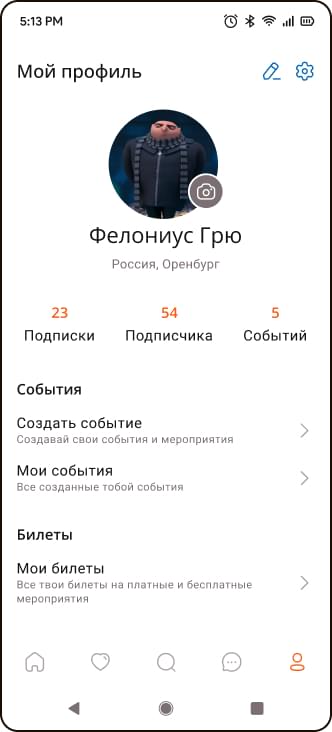 5:13 PM
Мой профиль
Фелониус Грю
Россия, Оренбург
23 54 5
Подписки Подписчика Событий
События
Создать событие
Создавай свои события и мероприятия
Мои события
Все созданные тобой события
Билеты
Мои билеты
Все твои билеты на платные и бесплатные
мероприятия